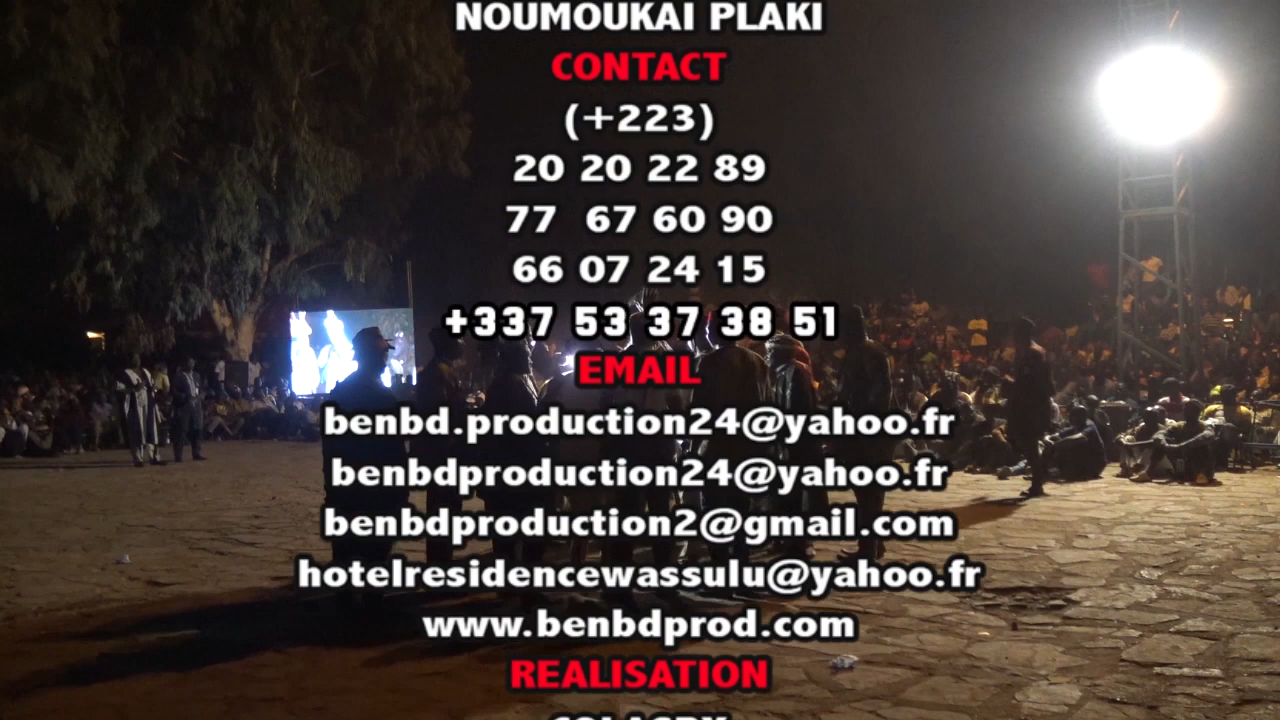 NOUMOUKAI PLAKI
CONTACT
(+223)
20 20 22 89
77 67 60 90
66 07 24 15
+337 53 37 38 51
EMAIL
benbd.production24@yahoo.fr
benbdproduction24@yahoo.fr
benbdproduction2@gmail.com
hotelresidencewassulu@yahoo.fr
www.benbdprod.com
REALISATION